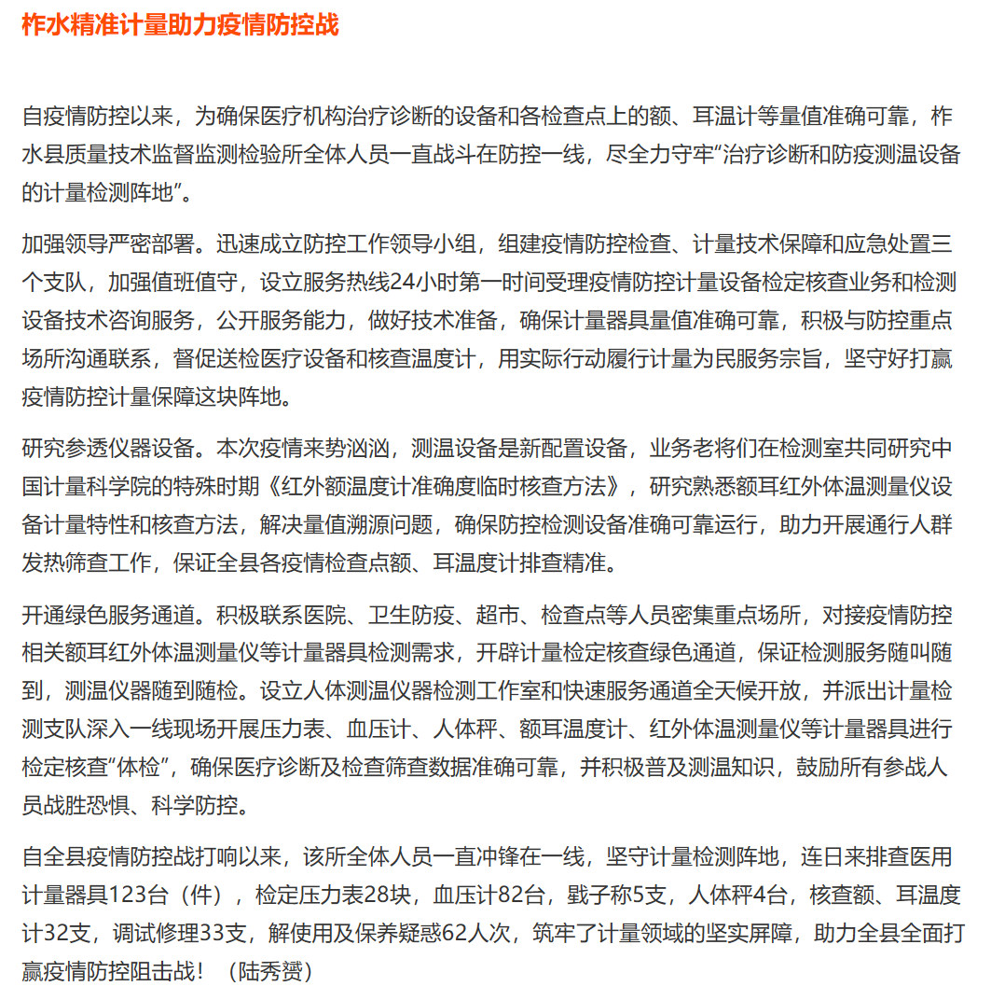 柞水精准计量助力疫情防控战
自疫情防控以来，为确保医疗机构治疗诊断的设备和各检查点上的额、耳温计等量值准确可靠，柞
水县质量技术监督监测检验所全体人员一直战斗在防控一线，尽全力守牢“治疗诊断和防疫测温设备
的计量检测阵地”。
加强领导严密部署。迅速成立防控工作领导小组，组建疫情防控检查、计量技术保障和应急处置三
个支队，加强值班值守，设立服务热线24小时第一时间受理疫情防控计量设备检定核查业务和检测
设备技术咨询服务，公开服务能力，做好技术准备，确保计量器具量值准确可靠，积极与防控重点
场所沟通联系，督促送检医疗设备和核查温度计，用实际行动履行计量为民服务宗旨，坚守好打赢
疫情防控计量保障这块阵地。
研究参透仪器设备。本次疫情来势汹汹，测温设备是新配置设备，业务老将们在检测室共同研究中
国计量科学院的特殊时期《红外额温度计准确度临时核查方法》，研究熟悉额耳红外体温测量仪设
备计量特性和核查方法，解决量值溯源问题，确保防控检测设备准确可靠运行，助力开展通行人群
发热筛查工作，保证全县各疫情检查点额、耳温度计排查精准。
开通绿色服务通道。积极联系医院、卫生防疫、超市、检查点等人员密集重点场所，对接疫情防控
相关额耳红外体温测量仪等计量器具检测需求，开辟计量检定核查绿色通道，保证检测服务随叫随
到，测温仪器随到随检。设立人体测温仪器检测工作室和快速服务通道全天候开放，并派出计量检
测支队深入一线现场开展压力表、血压计、人体秤、额耳温度计、红外体温测量仪等计量器具进行
检定核查“体检”，确保医疗诊断及检查筛查数据准确可靠，并积极普及测温知识，鼓励所有参战人
员战胜恐惧、科学防控。
自全县疫情防控战打响以来，该所全体人员一直冲锋在一线，坚守计量检测阵地，连日来排查医用
计量器具123台（件），检定压力表28块，血压计82台，戥子称5支，人体秤4台，核查额、耳温度
计32支，调试修理33支，解使用及保养疑惑62人次，筑牢了计量领域的坚实屏障，助力全县全面打
赢疫情防控阻击战！（陆秀赟）